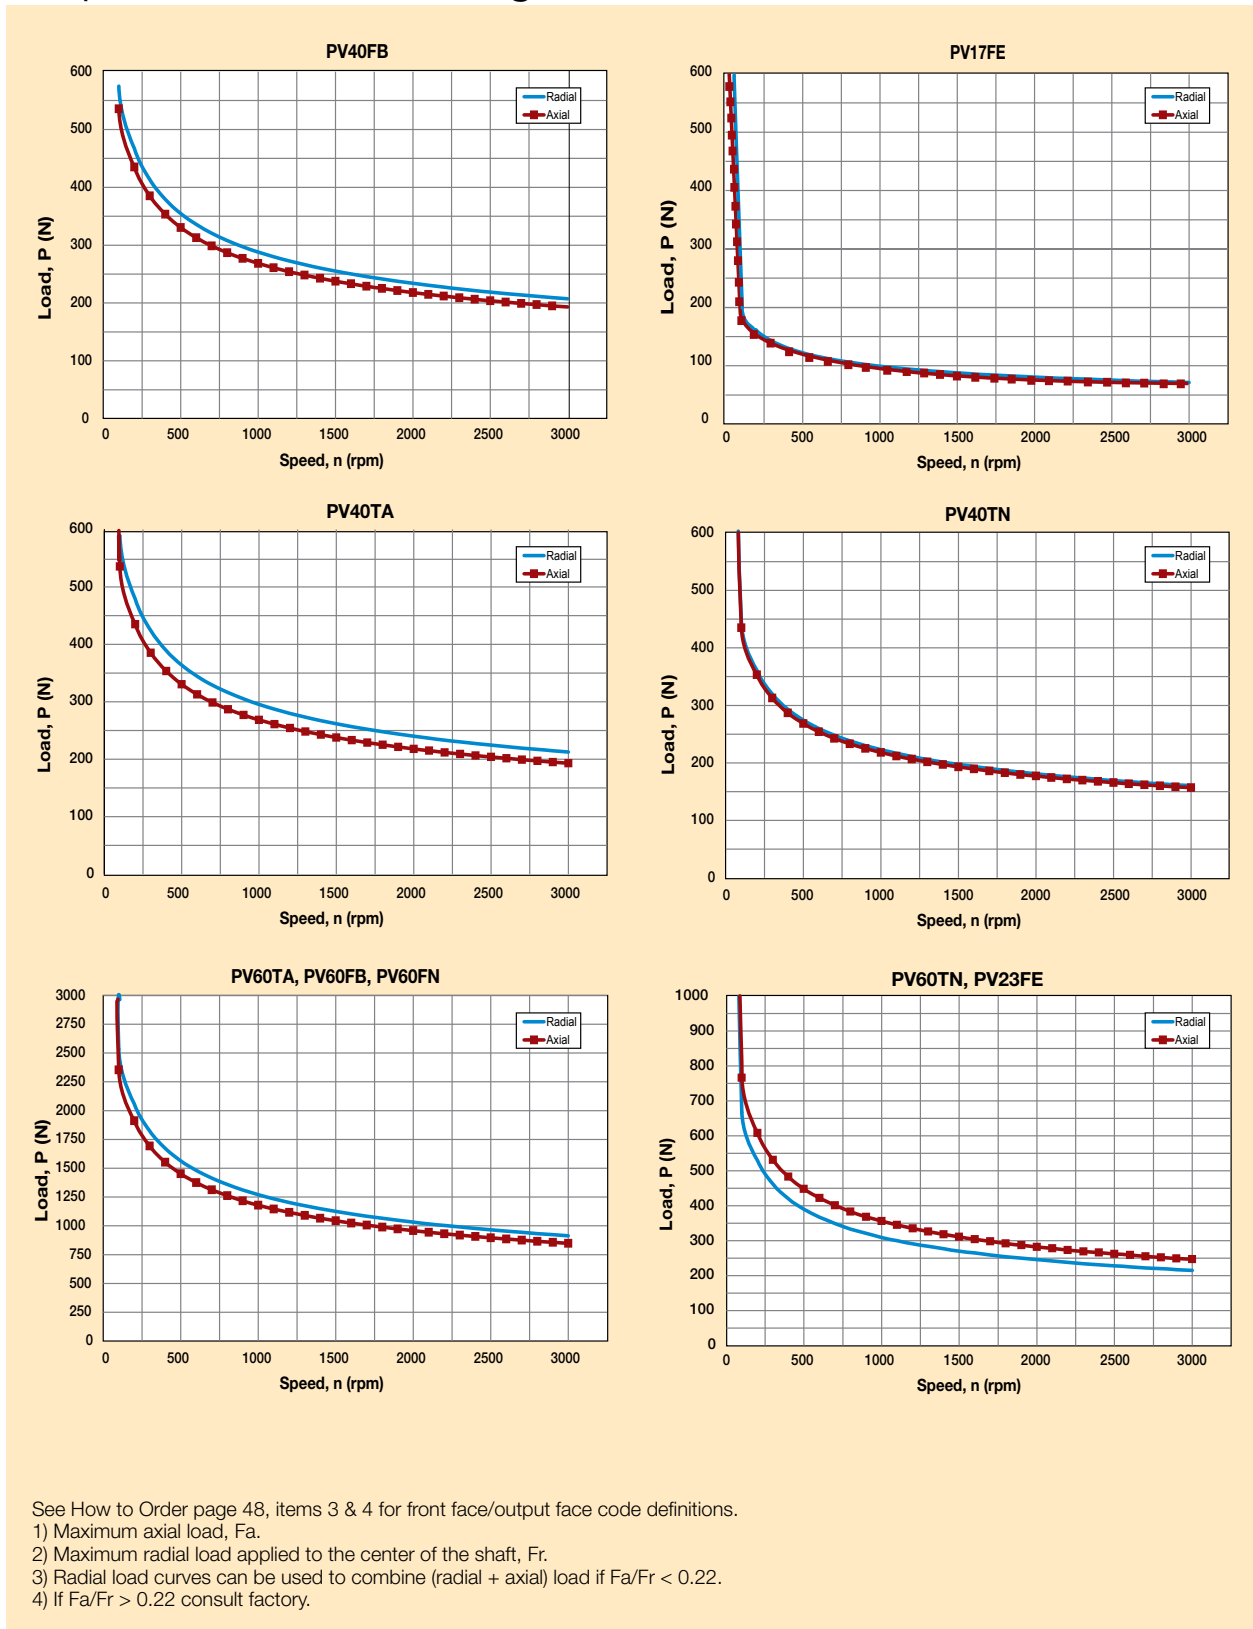 PV40FB
600
500
400
300
200
100
0
Load, P (N)
Radial
Axial
0 500 1000 1500 2000 2500 3000
Speed, n (rpm)
PV17FE
600
500
400
300
200
100
0
Load, P (N)
Radial
Axial
0 500 1000 1500 2000 2500 3000
Speed, n (rpm)
PV40TA
600
500
400
300
200
100
0
Load, P (N)
Radial
Axial
0 500 1000 1500 2000 2500 3000
Speed, n (rpm)
PV40TN
600
500
400
300
200
100
0
Load, P (N)
Radial
Axial
0 500 1000 1500 2000 2500 3000
Speed, n (rpm)
PV60TA, PV60FB, PV60FN
3000
2750
2500
2250
2000
1750
1500
1250
1000
750
500
250
0
Load, P (N)
Radial
Axial
0 500 1000 1500 2000 2500 3000
Speed, n (rpm)
PV60TN, PV23FE
1000
900
800
700
600
500
400
300
200
100
0
Load, P (N)
Radial
Axial
0 500 1000 1500 2000 2500 3000
Speed, n (rpm)
See How to Order page 48, items 3 & 4 for front face/output face code definitions.
1) Maximum axial load, Fa.
2) Maximum radial load applied to the center of the shaft, Fr.
3) Radial load curves can be used to combine (radial + axial) load if Fa/Fr < 0.22.
4) If Fa/Fr > 0.22 consult factory.